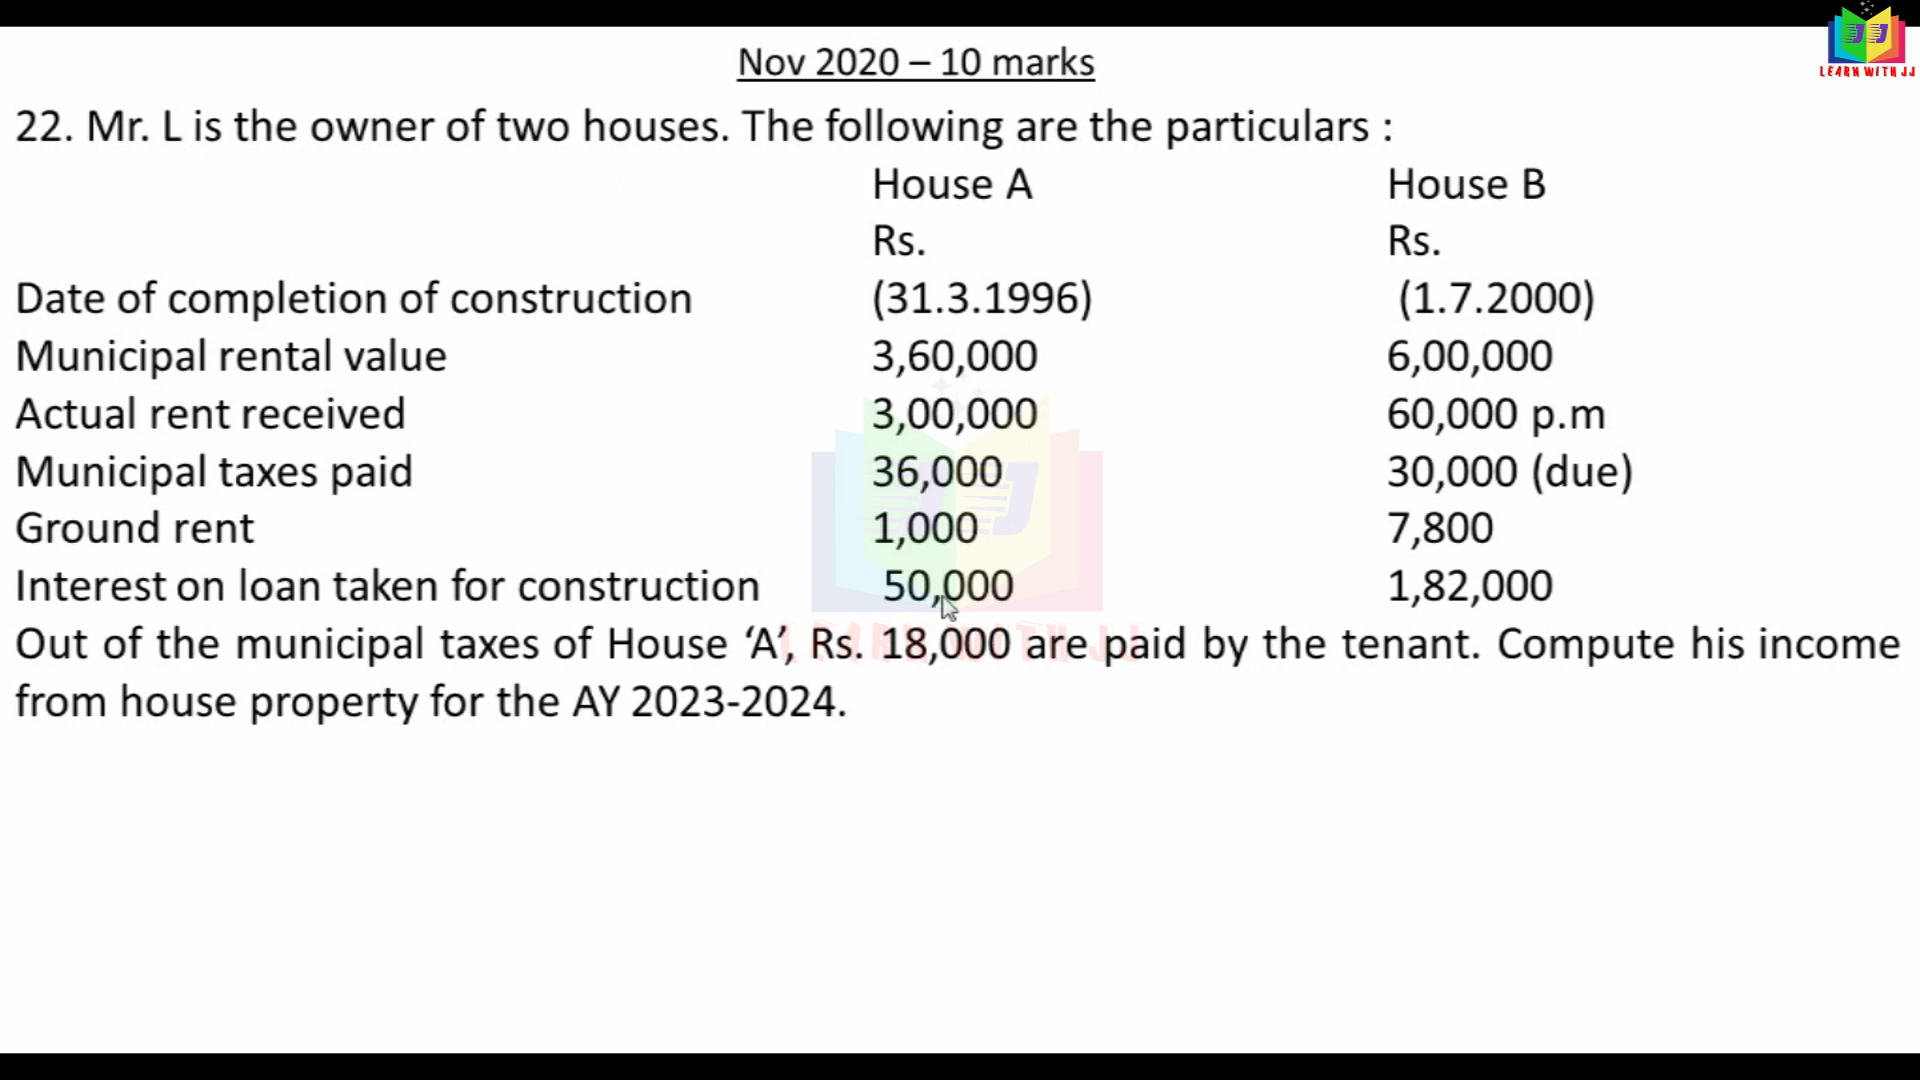 Nov 2020 – 10 marks
LEARN WITH JJ
22. Mr. L is the owner of two houses. The following are the particulars :
House A House B
Rs. Rs.
Date of completion of construction (31.3.1996) (1.7.2000)
Municipal rental value 3,60,000 6,00,000
Actual rent received 3,00,000 60,000 p.m
Municipal taxes paid 36,000 30,000 (due)
Ground rent 1,000 7,800
Interest on loan taken for construction 50,000 1,82,000
Out of the municipal taxes of House ‘A’, Rs. 18,000 are paid by the tenant. Compute his income
from house property for the AY 2023-2024.
LEARN WITH JJ